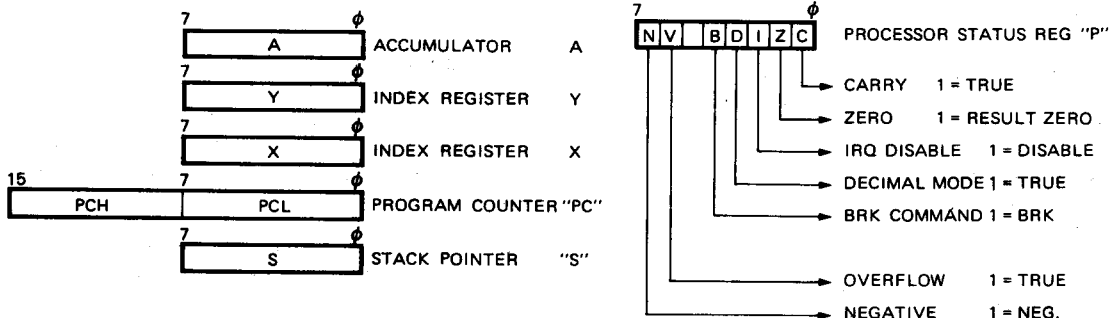 7 ϕ
A ACCUMULATOR A
7 ϕ
Y INDEX REGISTER Y
7 ϕ
X INDEX REGISTER X
15 7 ϕ
PCH PCL PROGRAM COUNTER "PC"
7 ϕ
S STACK POINTER "S"
7 ϕ
N V B D I Z C PROCESSOR STATUS REG "P"
CARRY 1 = TRUE
ZERO 1 = RESULT ZERO
IRQ DISABLE 1 = DISABLE
DECIMAL MODE 1 = TRUE
BRK COMMAND 1 = BRK
OVERFLOW 1 = TRUE
NEGATIVE 1 = NEG.